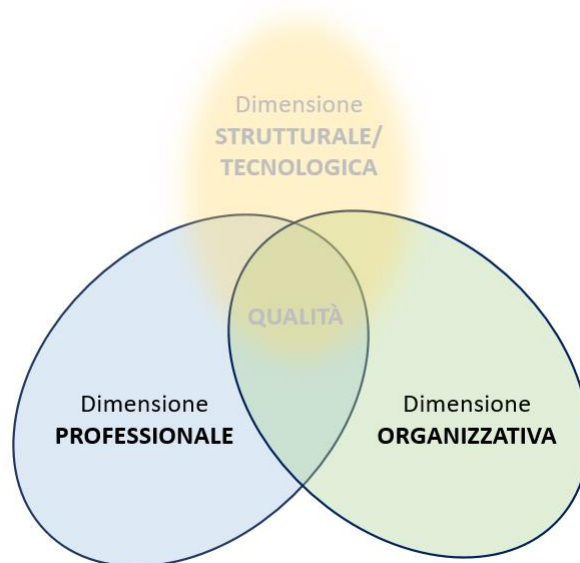 Dimensione
STRUTTURALE/
TECNOLOGICA
QUALITÀ
Dimensione
PROFESSIONALE
Dimensione
ORGANIZZATIVA